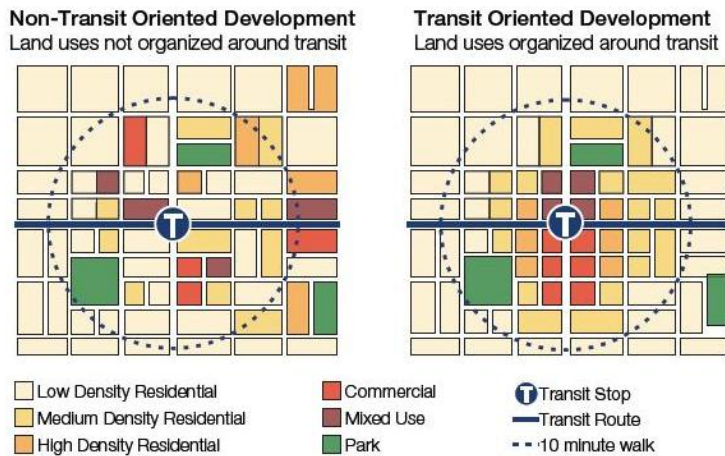 Non-Transit Oriented Development
Land uses not organized around transit
Transit Oriented Development
Land uses organized around transit
T
T
Low Density Residential
Medium Density Residential
High Density Residential
Commercial
Mixed Use
Park
T Transit Stop
Transit Route
10 minute walk